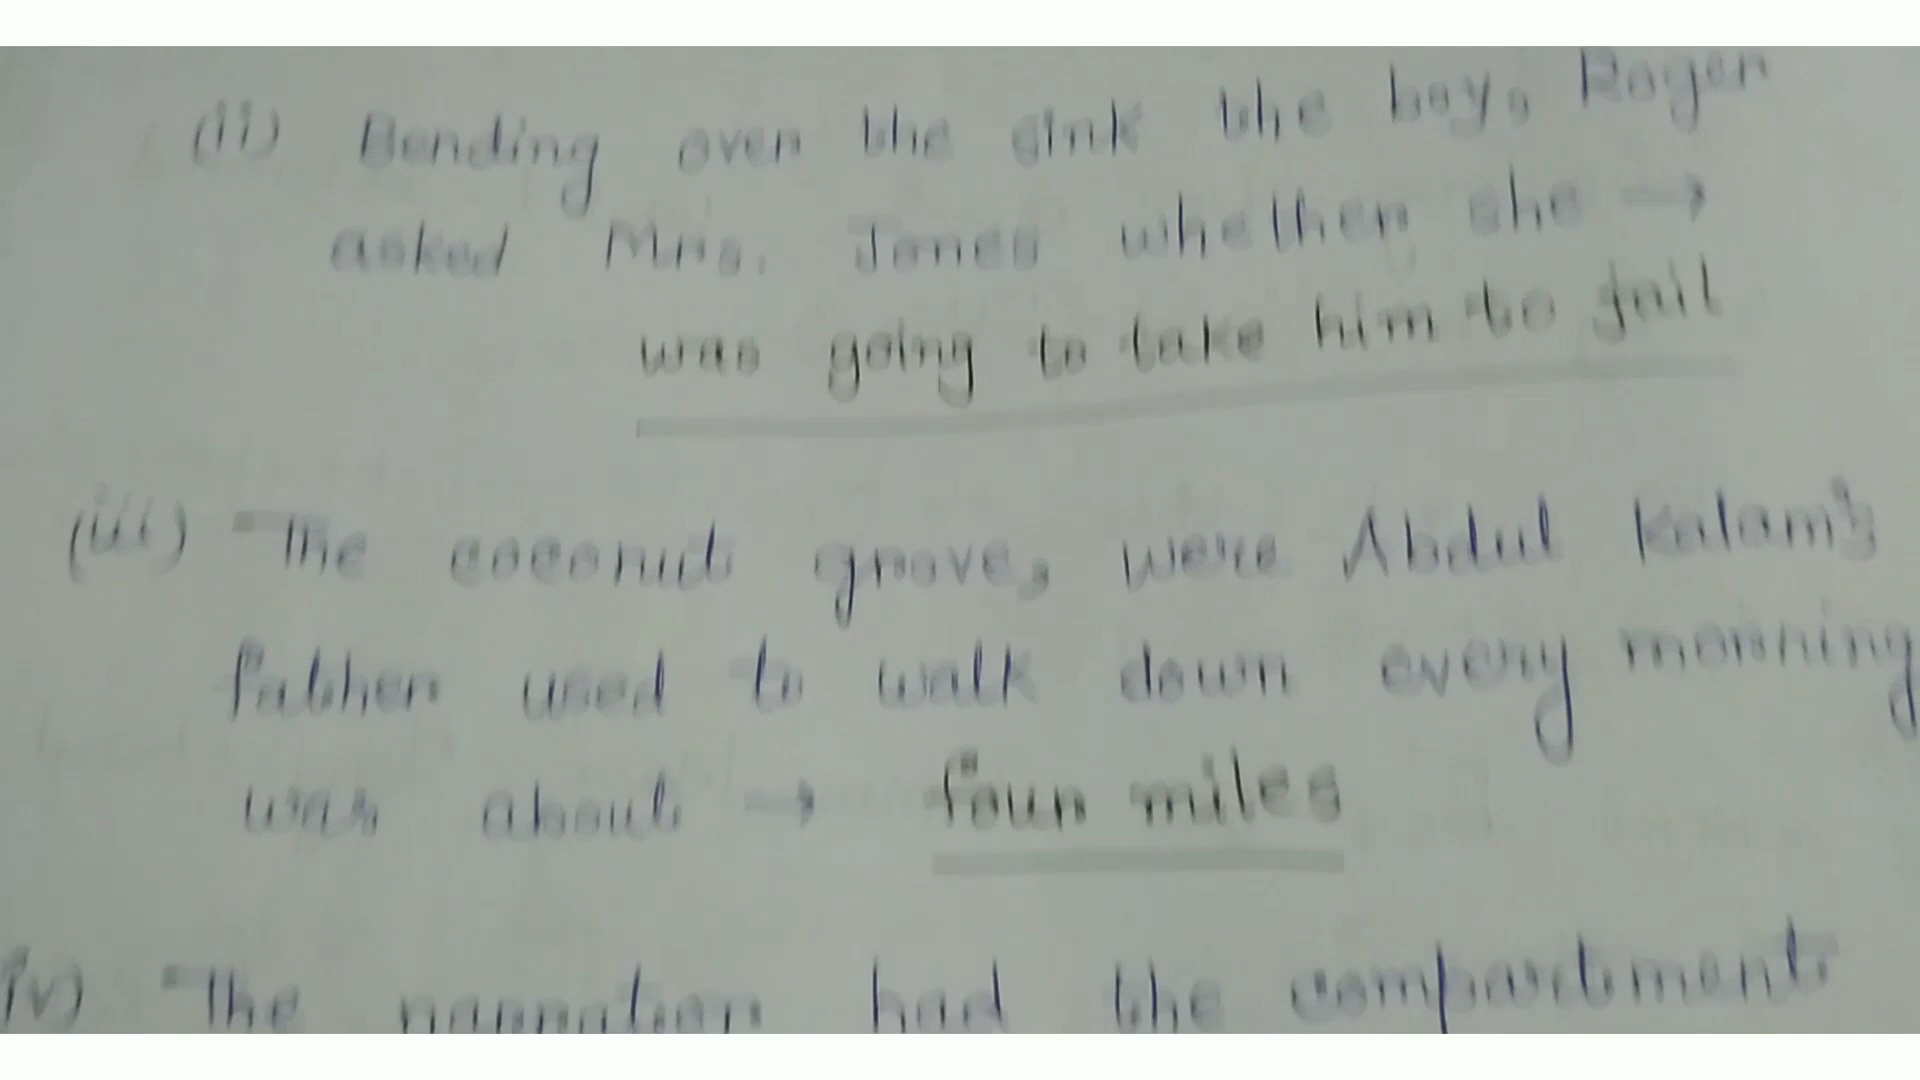 (ii) Bending over the sink the boy, Roger
asked Mrs. Jones whether she →
was going to take him to jail
(iii) The coconut grove, were Abdul Kalam's
father used to walk down every morning
was about → four miles
iv) The narrator had the compartment